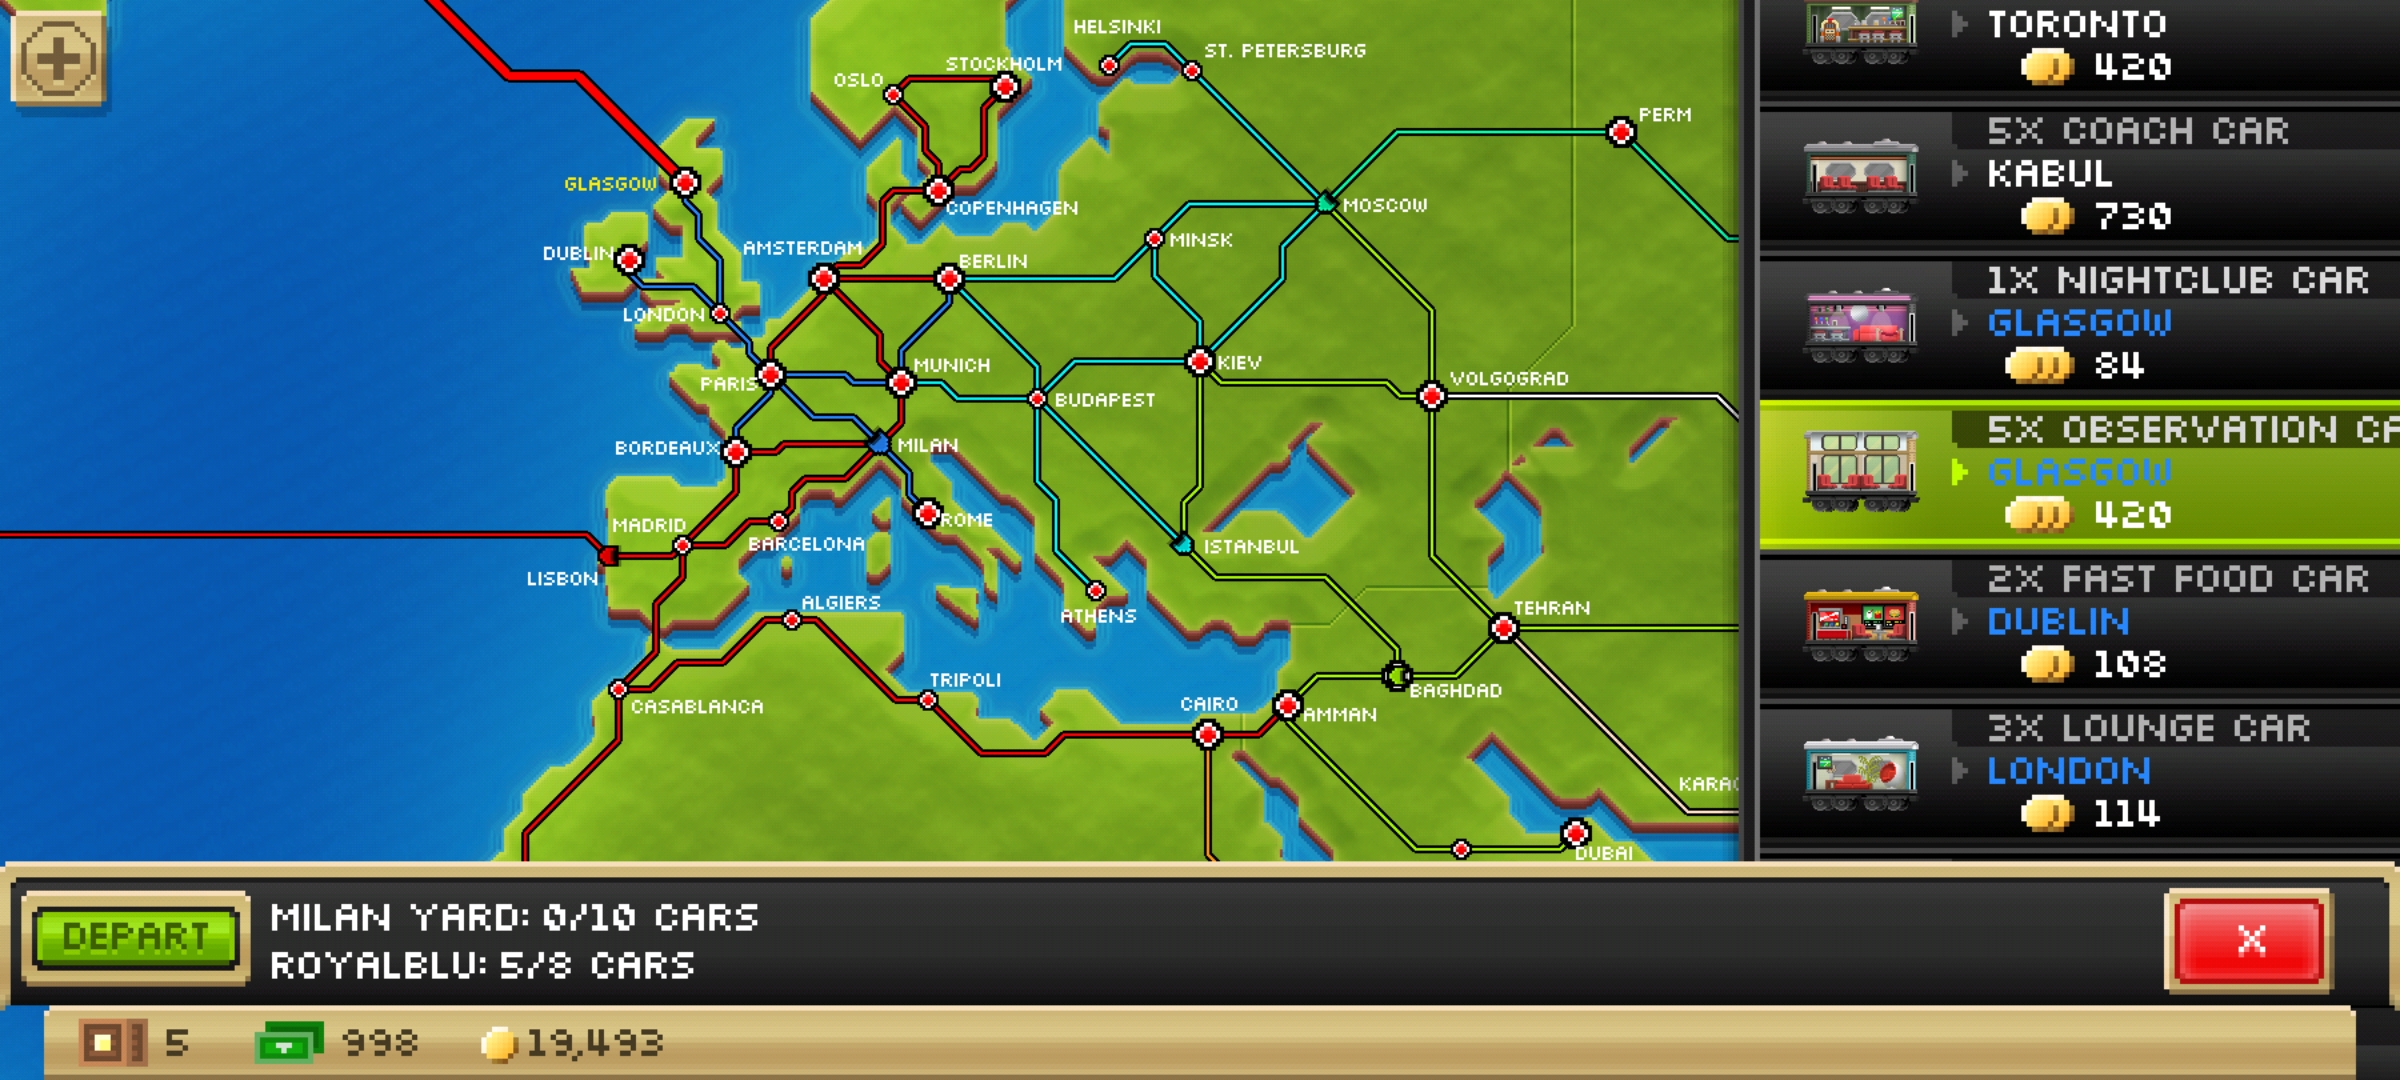 HELSINKI
ST. PETERSBURG
STOCKHOLM
OSLO
PERM
GLASGOW
COPENHAGEN
MOSCOW
MINSK
DUBLIN
AMSTERDAM
BERLIN
LONDON
MUNICH
KIEV
PARIS
VOLGOGRAD
BUDAPEST
BORDEAUX
MILAN
MADRID
ROME
BARCELONA
ISTANBUL
LISBON
ALGIERS
ATHENS
TEHRAN
TRIPOLI
BAGHDAD
CASABLANCA
CAIRO
AMMAN
KARAC
DUBAI
TORONTO
420
5X COACH CAR
KABUL
730
1X NIGHTCLUB CAR
GLASGOW
84
5X OBSERVATION CA
GLASGOW
420
2X FAST FOOD CAR
DUBLIN
108
3X LOUNGE CAR
LONDON
114
DEPART
MILAN YARD: 0/10 CARS
ROYALBLU: 5/8 CARS
X
5
998
19,493